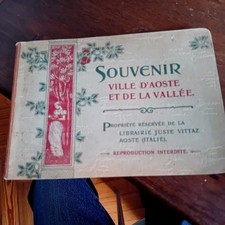 SOUVENIR
VILLE D'AOSTE
ET DE LA VALLÉE.
PROPRIÉTÉ RÉSERVÉE DE LA
LIBRAIRIE JUSTE VITTAZ
AOSTE (ITALIE).
REPRODUCTION INTERDITE.